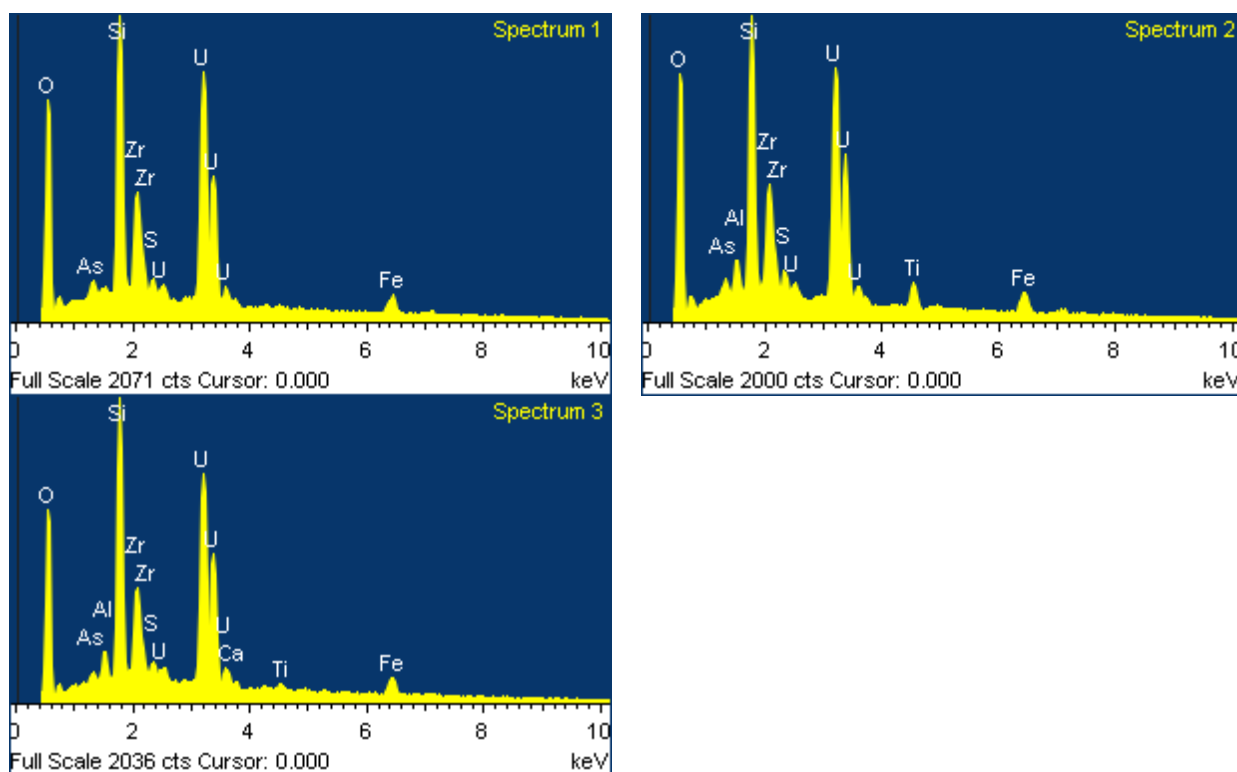 Spectrum 1
Si
U
O
Zr
Zr
U
S
As
U
U
Fe
0 2 4 6 8 10
Full Scale 2071 cts Cursor: 0.000 keV
Spectrum 2
Si
U
O
Zr
U
Zr
Al
S
As
U
U
Ti
Fe
0 2 4 6 8 10
Full Scale 2000 cts Cursor: 0.000 keV
Spectrum 3
Si
U
O
Zr
U
Zr
Al
S
U
As
U
Ca
Ti
Fe
0 2 4 6 8 10
Full Scale 2036 cts Cursor: 0.000 keV